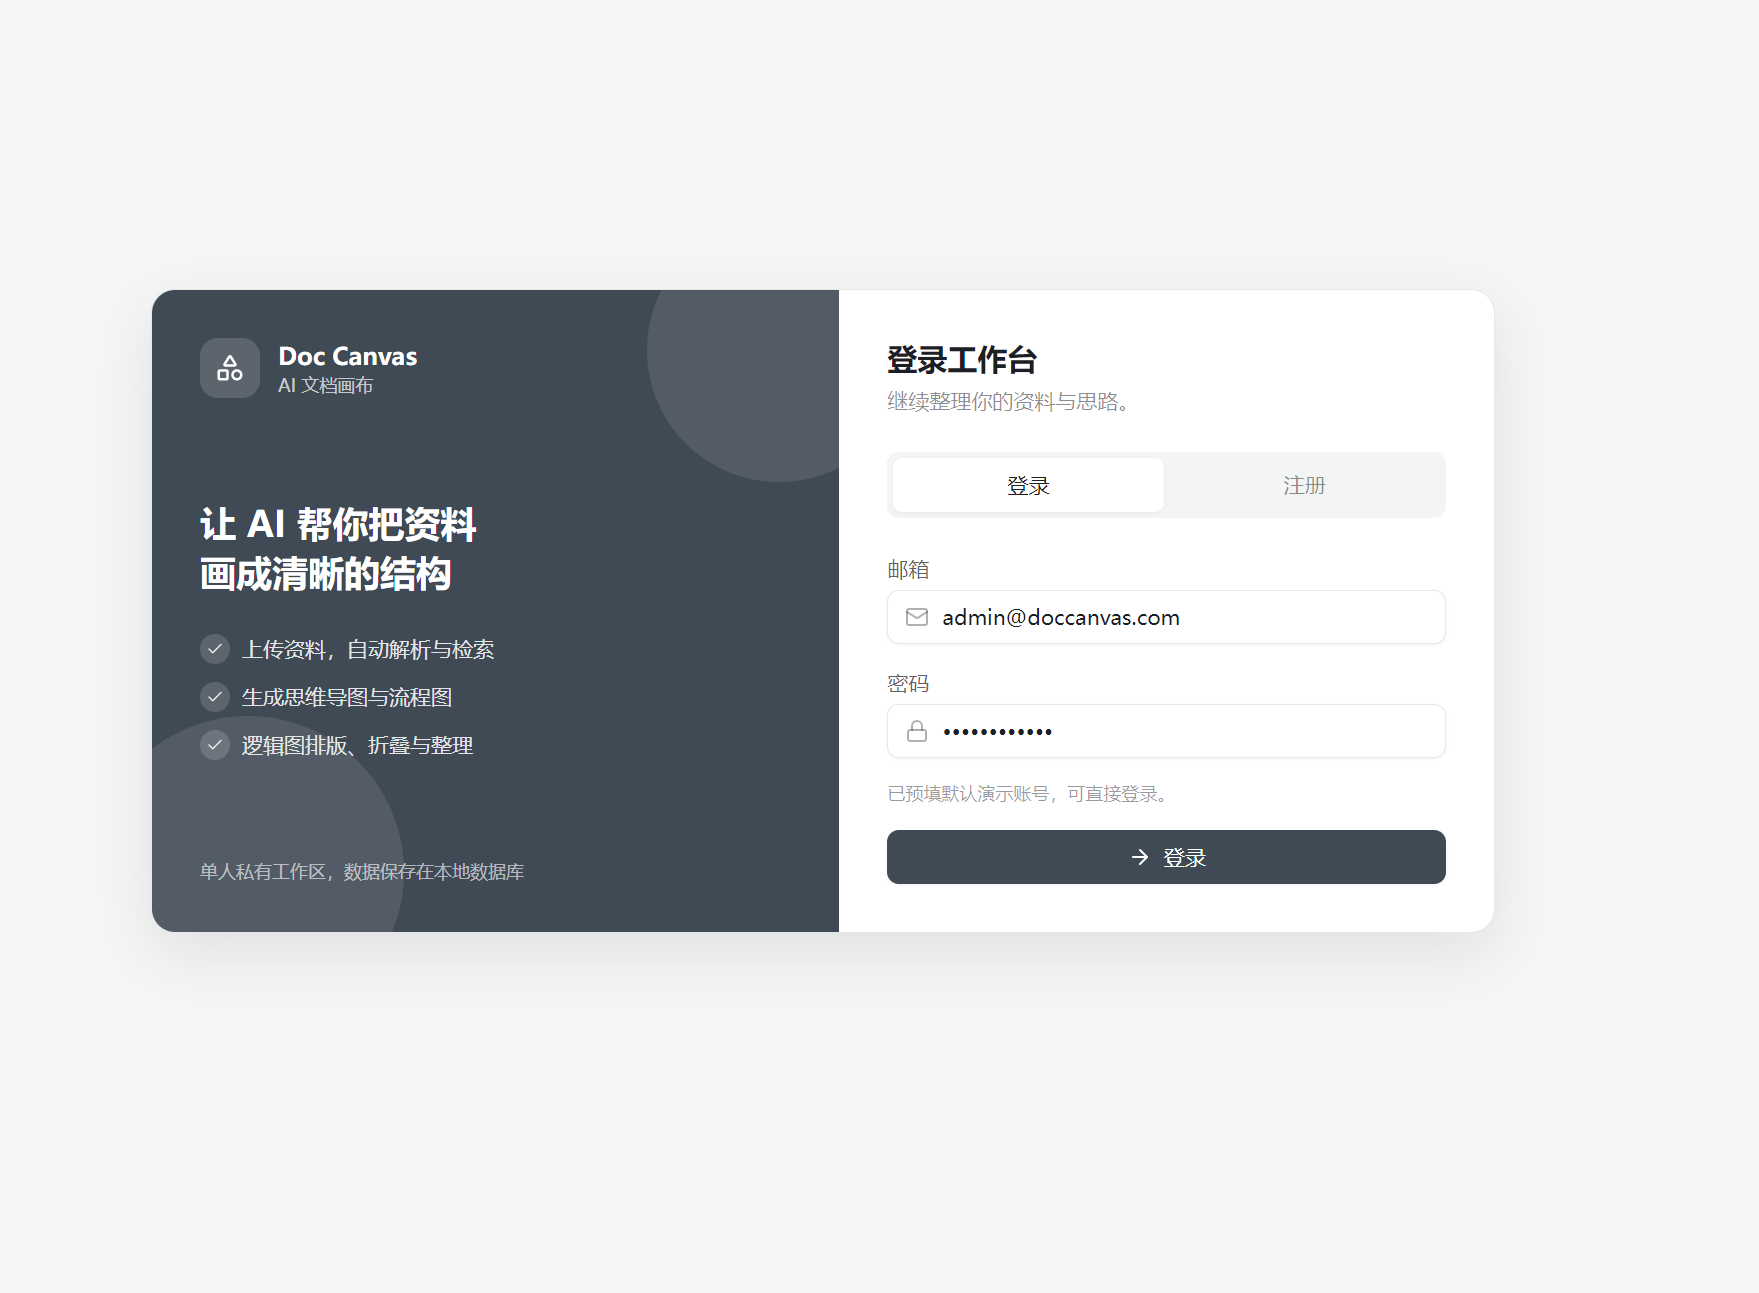 Doc Canvas
AI 文档画布
让 AI 帮你把资料
画成清晰的结构
上传资料，自动解析与检索
生成思维导图与流程图
逻辑图排版、折叠与整理
单人私有工作区，数据保存在本地数据库
登录工作台
继续整理你的资料与思路。
登录
注册
邮箱
admin@doccanvas.com
密码
••••••••••••
已预填默认演示账号，可直接登录。
登录